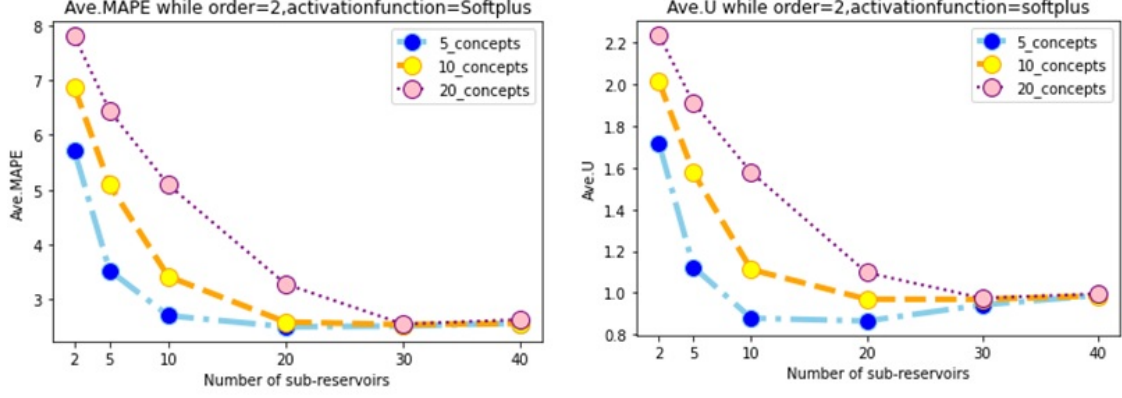 Ave.MAPE while order=2,activationfunction=Softplus
8
7
6
5
4
3
Ave.MAPE
5_concepts
10_concepts
20_concepts
2 5 10 20 30 40
Number of sub-reservoirs
Ave.U while order=2,activationfunction=softplus
2.2
2.0
1.8
1.6
1.4
1.2
1.0
0.8
Ave.U
5_concepts
10_concepts
20_concepts
2 5 10 20 30 40
Number of sub-reservoirs